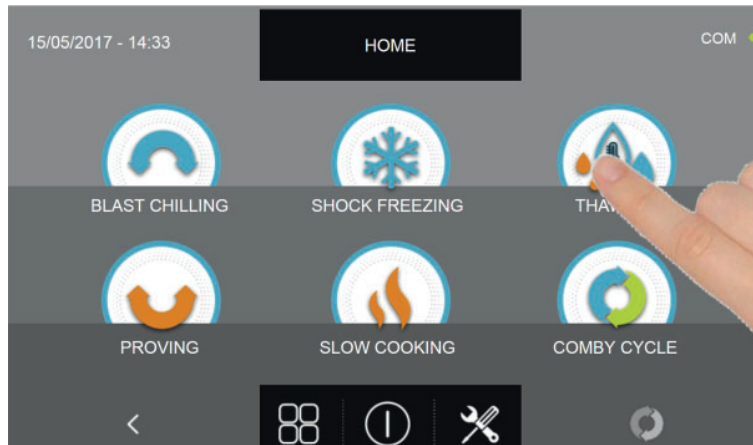 15/05/2017 - 14:33
HOME
COM
BLAST CHILLING
SHOCK FREEZING
PROVING
SLOW COOKING
COMBY CYCLE